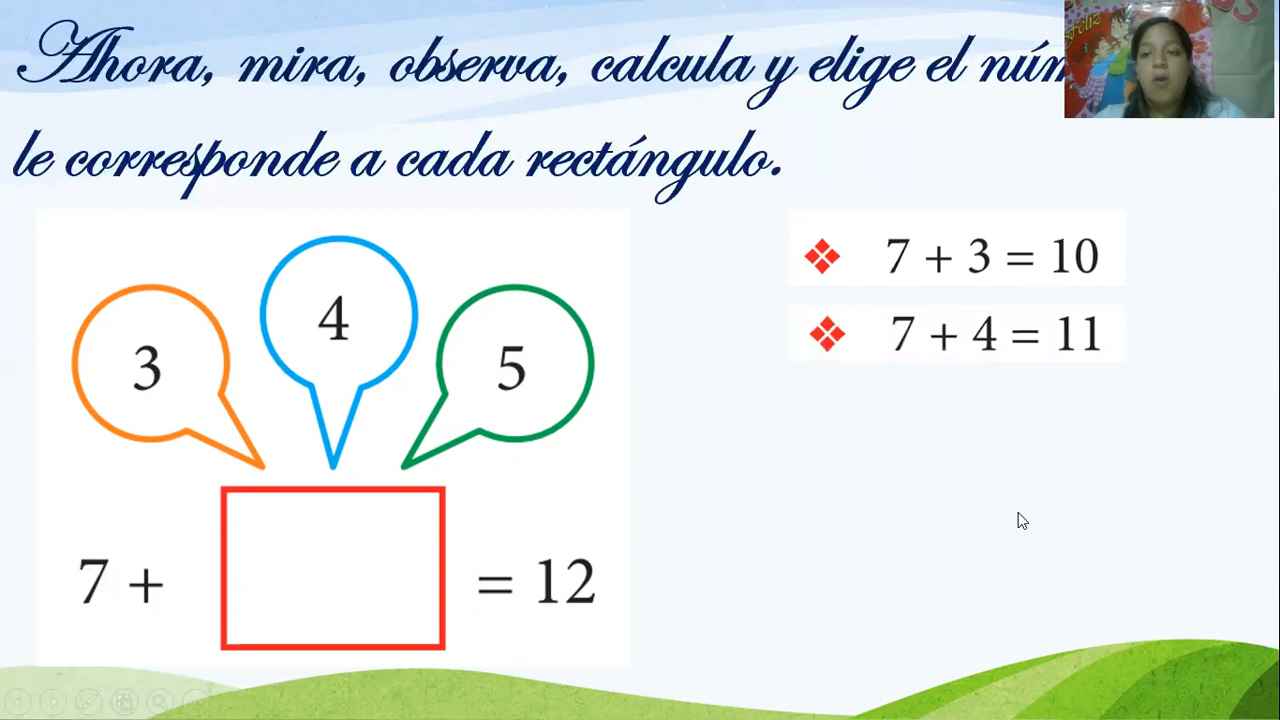 Ahora, mira, observa, calcula y elige el
le corresponde a cada rectángulo.
3
4
5
7 + = 12
7 + 3 = 10
7 + 4 = 11